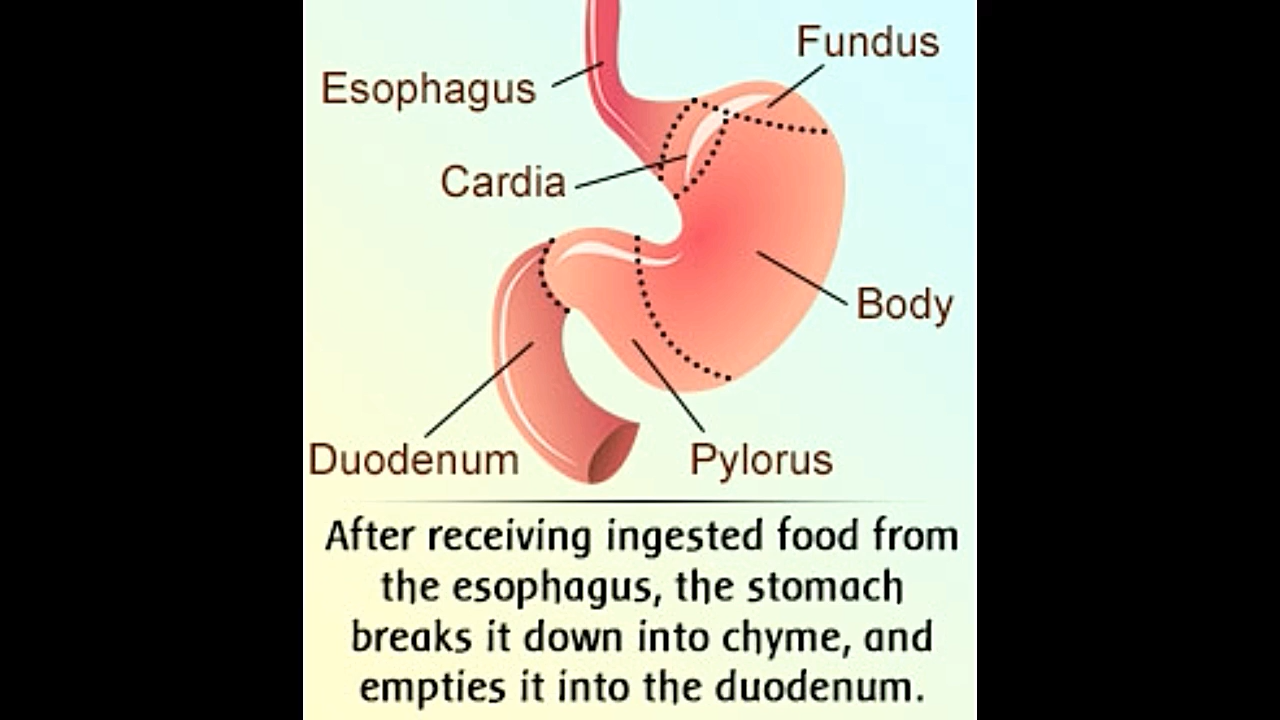 Fundus
Esophagus
Cardia
Body
Duodenum
Pylorus
After receiving ingested food from
the esophagus, the stomach
breaks it down into chyme, and
empties it into the duodenum.